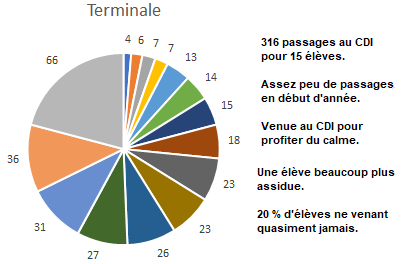 Terminale
4
6
7
7
13
14
15
18
23
23
26
27
31
36
66
316 passages au CDI
pour 15 élèves.
Assez peu de passages
en début d'année.
Venue au CDI pour
profiter du calme.
Une élève beaucoup plus
assidue.
20 % d'élèves ne venant
quasiment jamais.